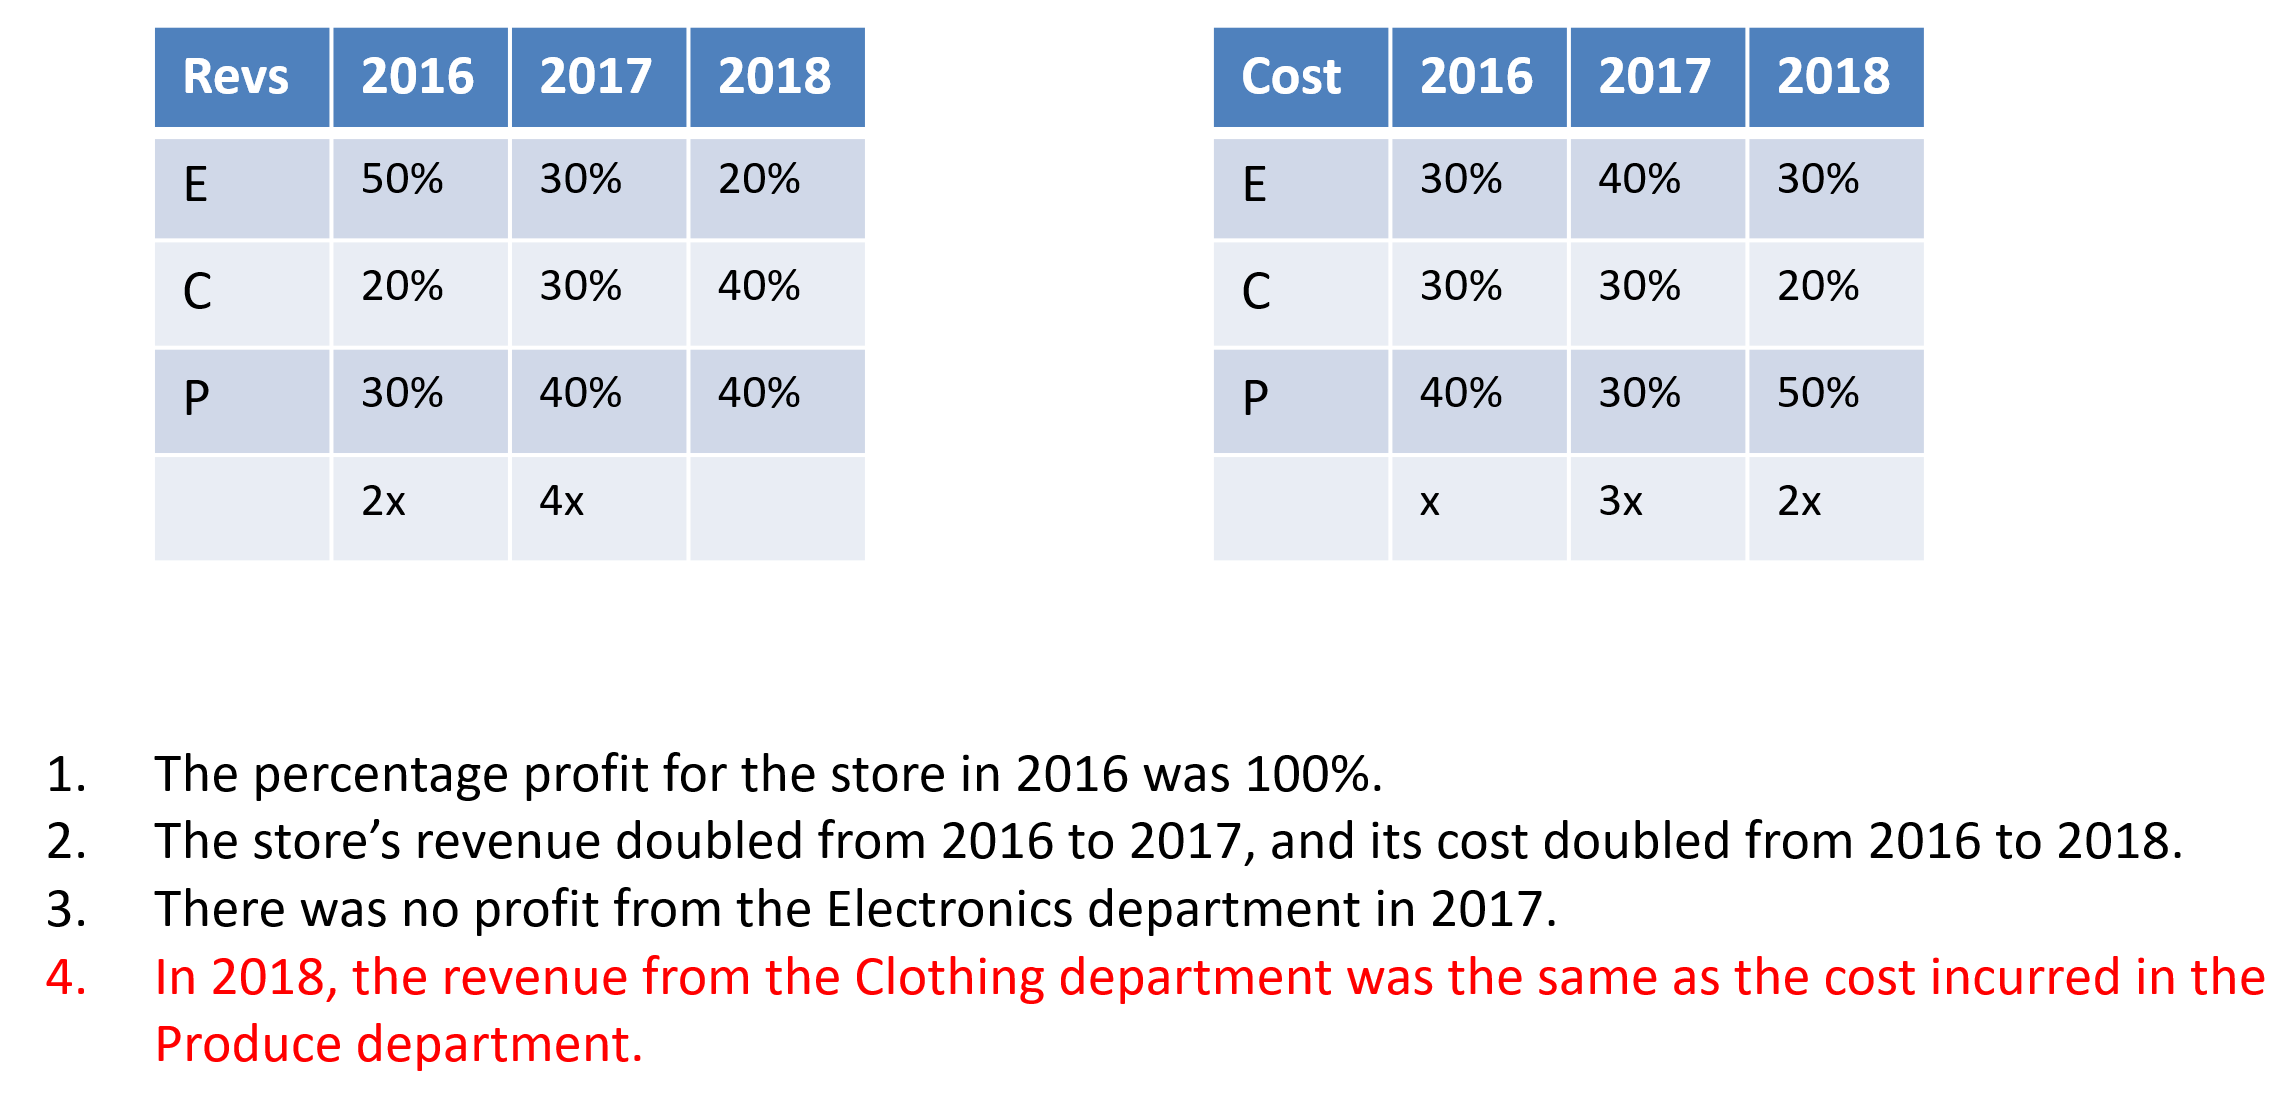 Revs 2016 2017 2018 Cost 2016 2017 2018
E 50% 30% 20% E 30% 40% 30%
C 20% 30% 40% C 30% 30% 20%
P 30% 40% 40% P 40% 30% 50%
2x 4x x 3x 2x
1. The percentage profit for the store in 2016 was 100%.
2. The store’s revenue doubled from 2016 to 2017, and its cost doubled from 2016 to 2018.
3. There was no profit from the Electronics department in 2017.
4. In 2018, the revenue from the Clothing department was the same as the cost incurred in the
Produce department.